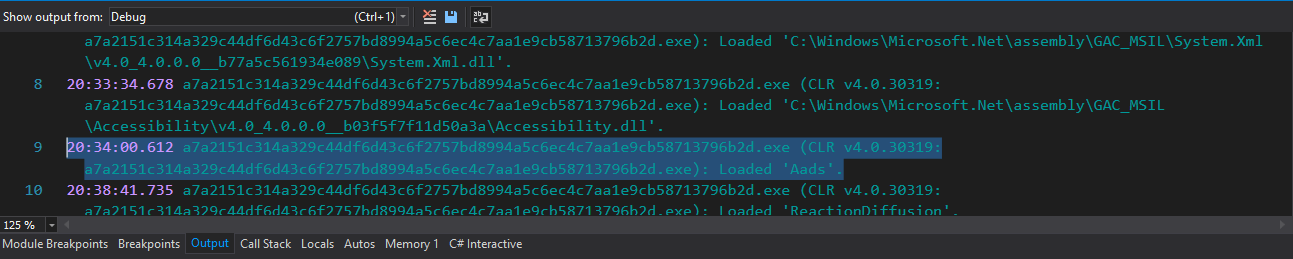 Show output from: Debug (Ctrl+1)
a7a2151c314a329c44df6d43c6f2757bd8994a5c6ec4c7aa1e9cb58713796b2d.exe): Loaded 'C:\Windows\Microsoft.Net\assembly\GAC_MSIL\System.Xml
\v4.0_4.0.0.0__b77a5c561934e089\System.Xml.dll'.
8 20:33:34.678 a7a2151c314a329c44df6d43c6f2757bd8994a5c6ec4c7aa1e9cb58713796b2d.exe (CLR v4.0.30319:
a7a2151c314a329c44df6d43c6f2757bd8994a5c6ec4c7aa1e9cb58713796b2d.exe): Loaded 'C:\Windows\Microsoft.Net\assembly\GAC_MSIL
\Accessibility\v4.0_4.0.0.0__b03f5f7f11d50a3a\Accessibility.dll'.
9 20:34:00.612 a7a2151c314a329c44df6d43c6f2757bd8994a5c6ec4c7aa1e9cb58713796b2d.exe (CLR v4.0.30319:
a7a2151c314a329c44df6d43c6f2757bd8994a5c6ec4c7aa1e9cb58713796b2d.exe): Loaded 'Aads'.
10 20:38:41.735 a7a2151c314a329c44df6d43c6f2757bd8994a5c6ec4c7aa1e9cb58713796b2d.exe (CLR v4.0.30319:
a7a2151c314a329c44df6d43c6f2757bd8994a5c6ec4c7aa1e9cb58713796b2d.exe): Loaded 'ReactionDiffusion'.
125 %
Module Breakpoints Breakpoints Output Call Stack Locals Autos Memory 1 C# Interactive